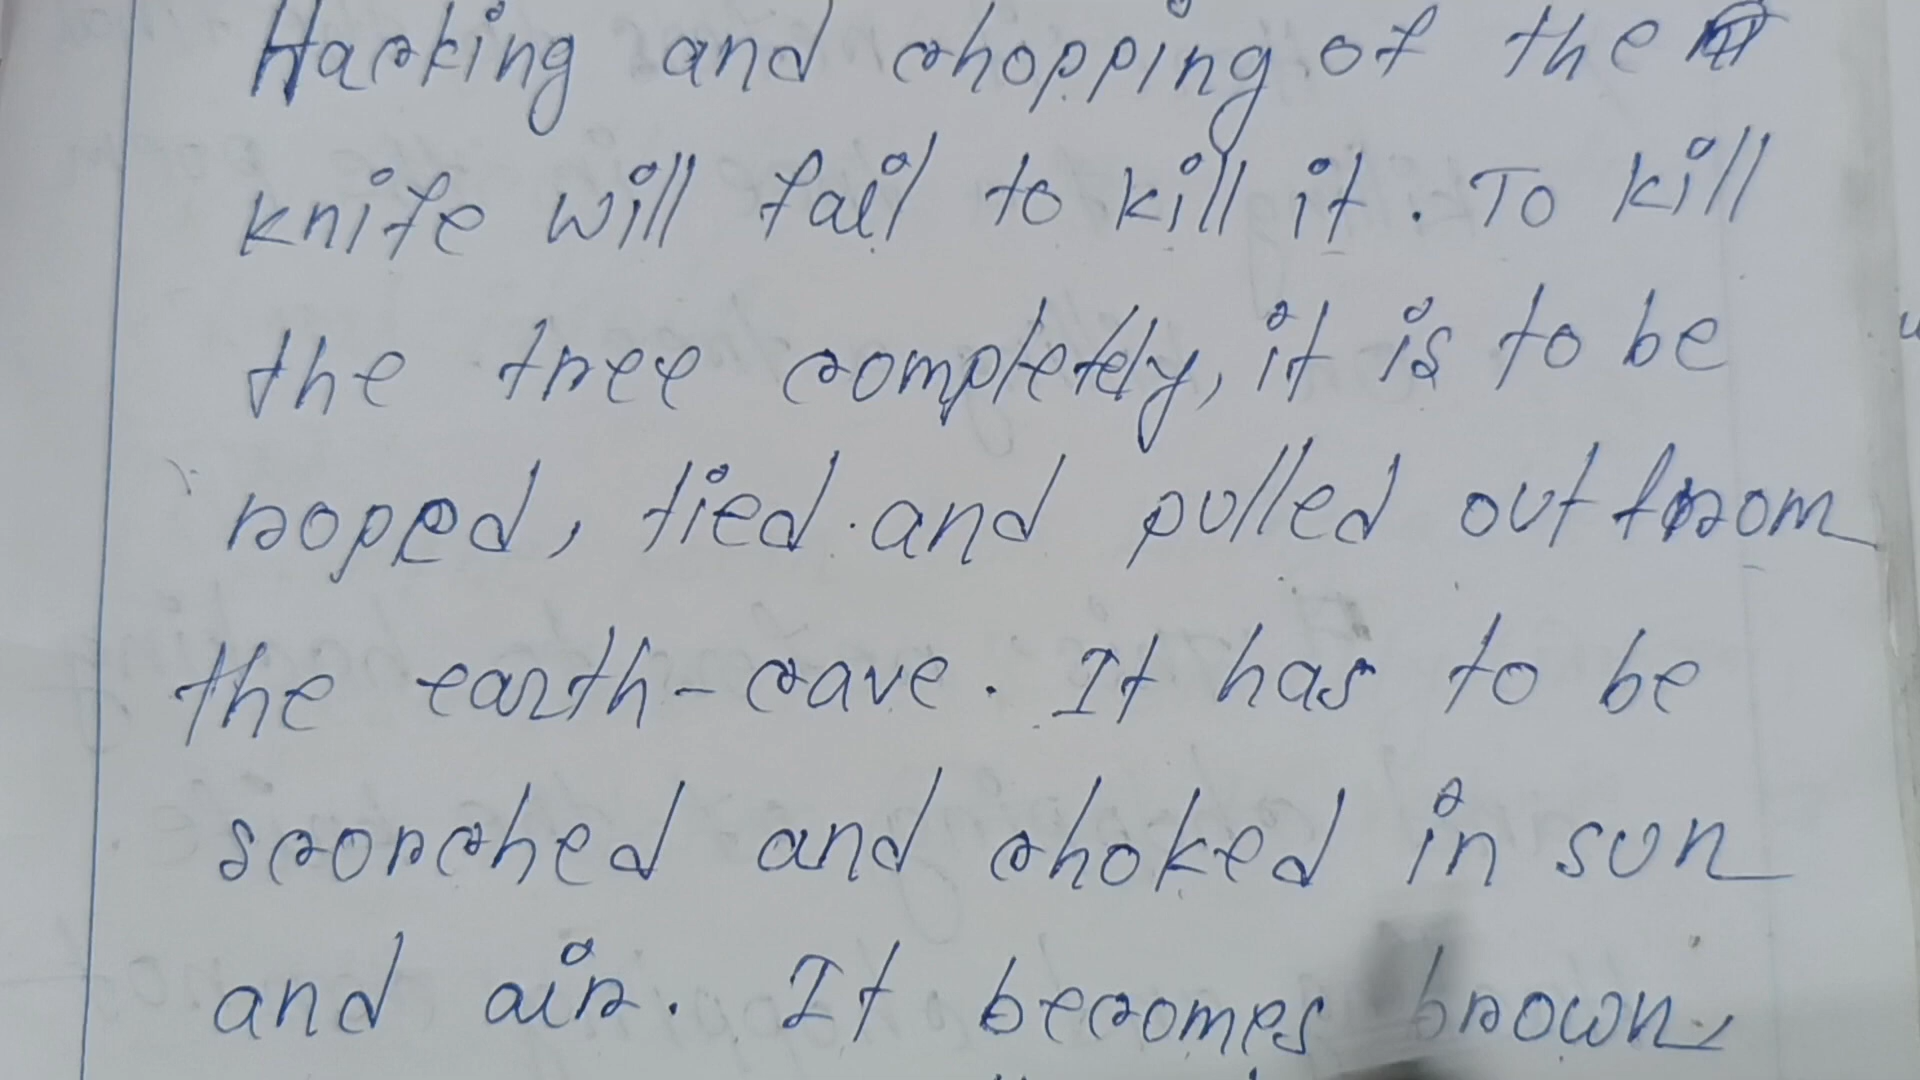 Hacking and chopping of the
knife will fail to kill it. To kill
the tree completely, it is to be
roped, tied and pulled out from
the earth-cave. It has to be
scorched and choked in sun
and air. It becomes brown,